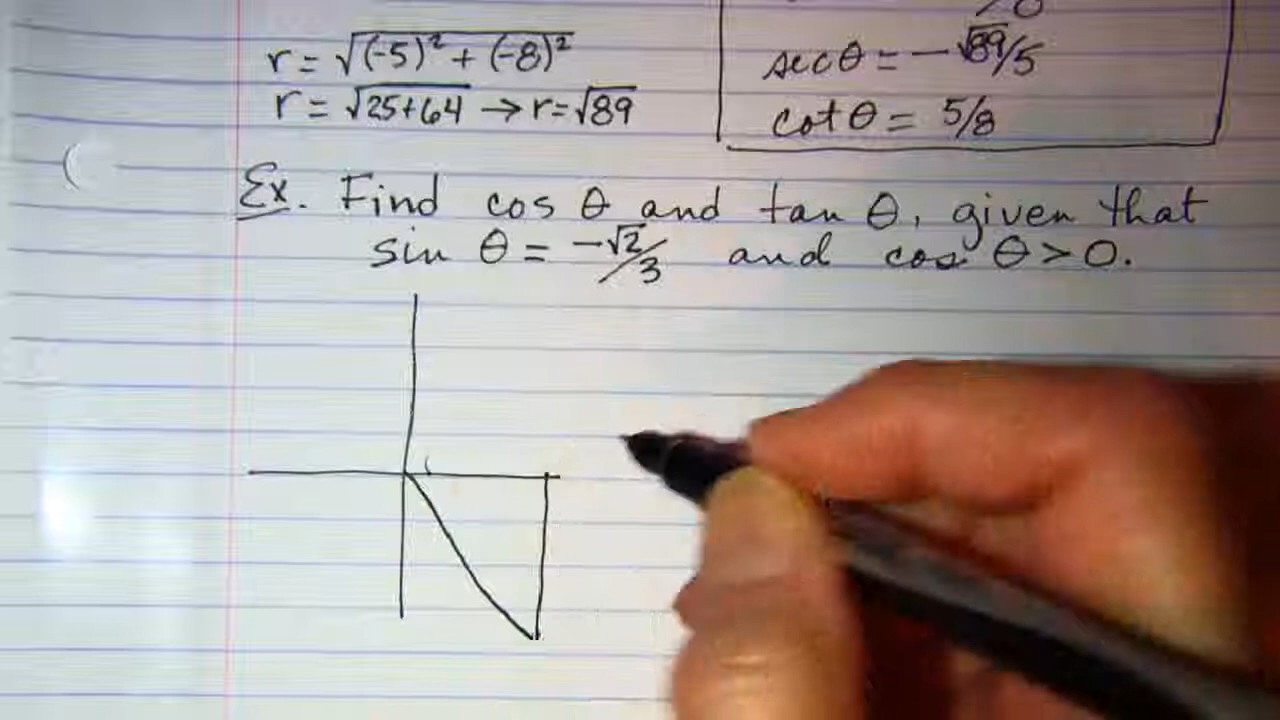 r = √(-5)² + (-8)²
r = √25+64 → r = √89
sec θ = - √89/5
cot θ = 5/8
Ex. Find cos θ and tan θ, given that
sin θ = -√2/3 and cos θ > 0.